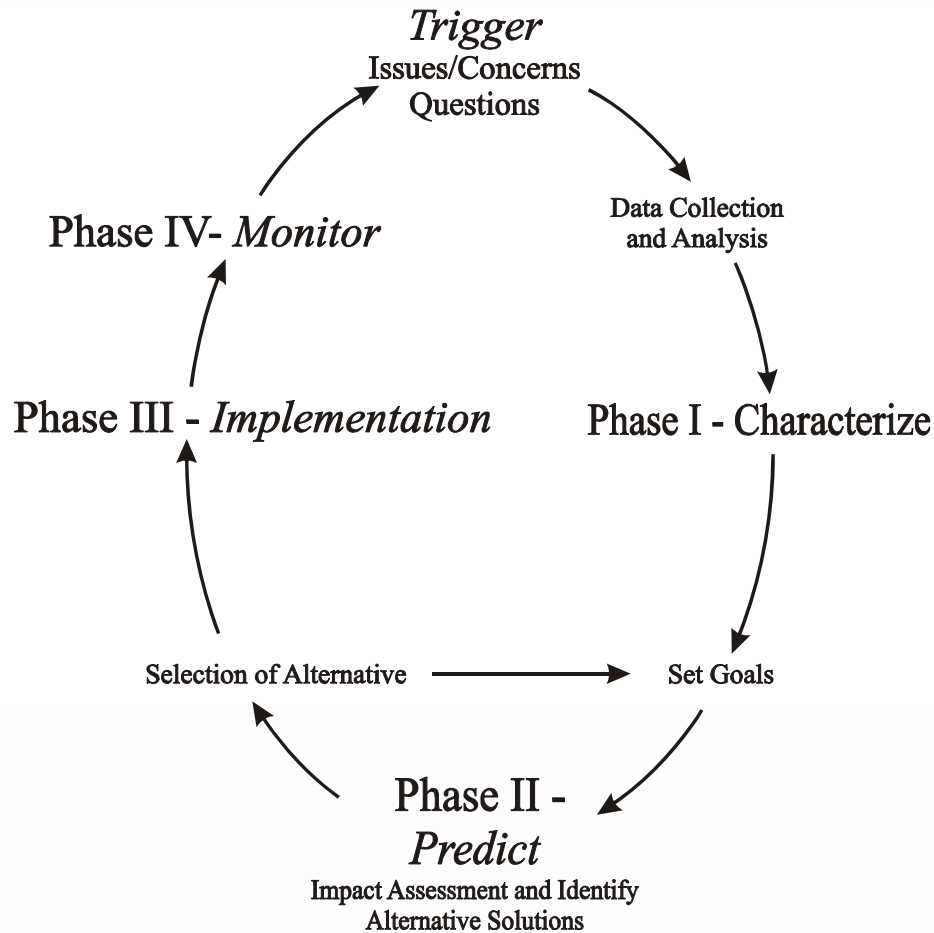 Trigger
Issues/Concerns
Questions
Data Collection
and Analysis
Phase I - Characterize
Set Goals
Phase II -
Predict
Impact Assessment and Identify
Alternative Solutions
Selection of Alternative
Phase III - Implementation
Phase IV- Monitor